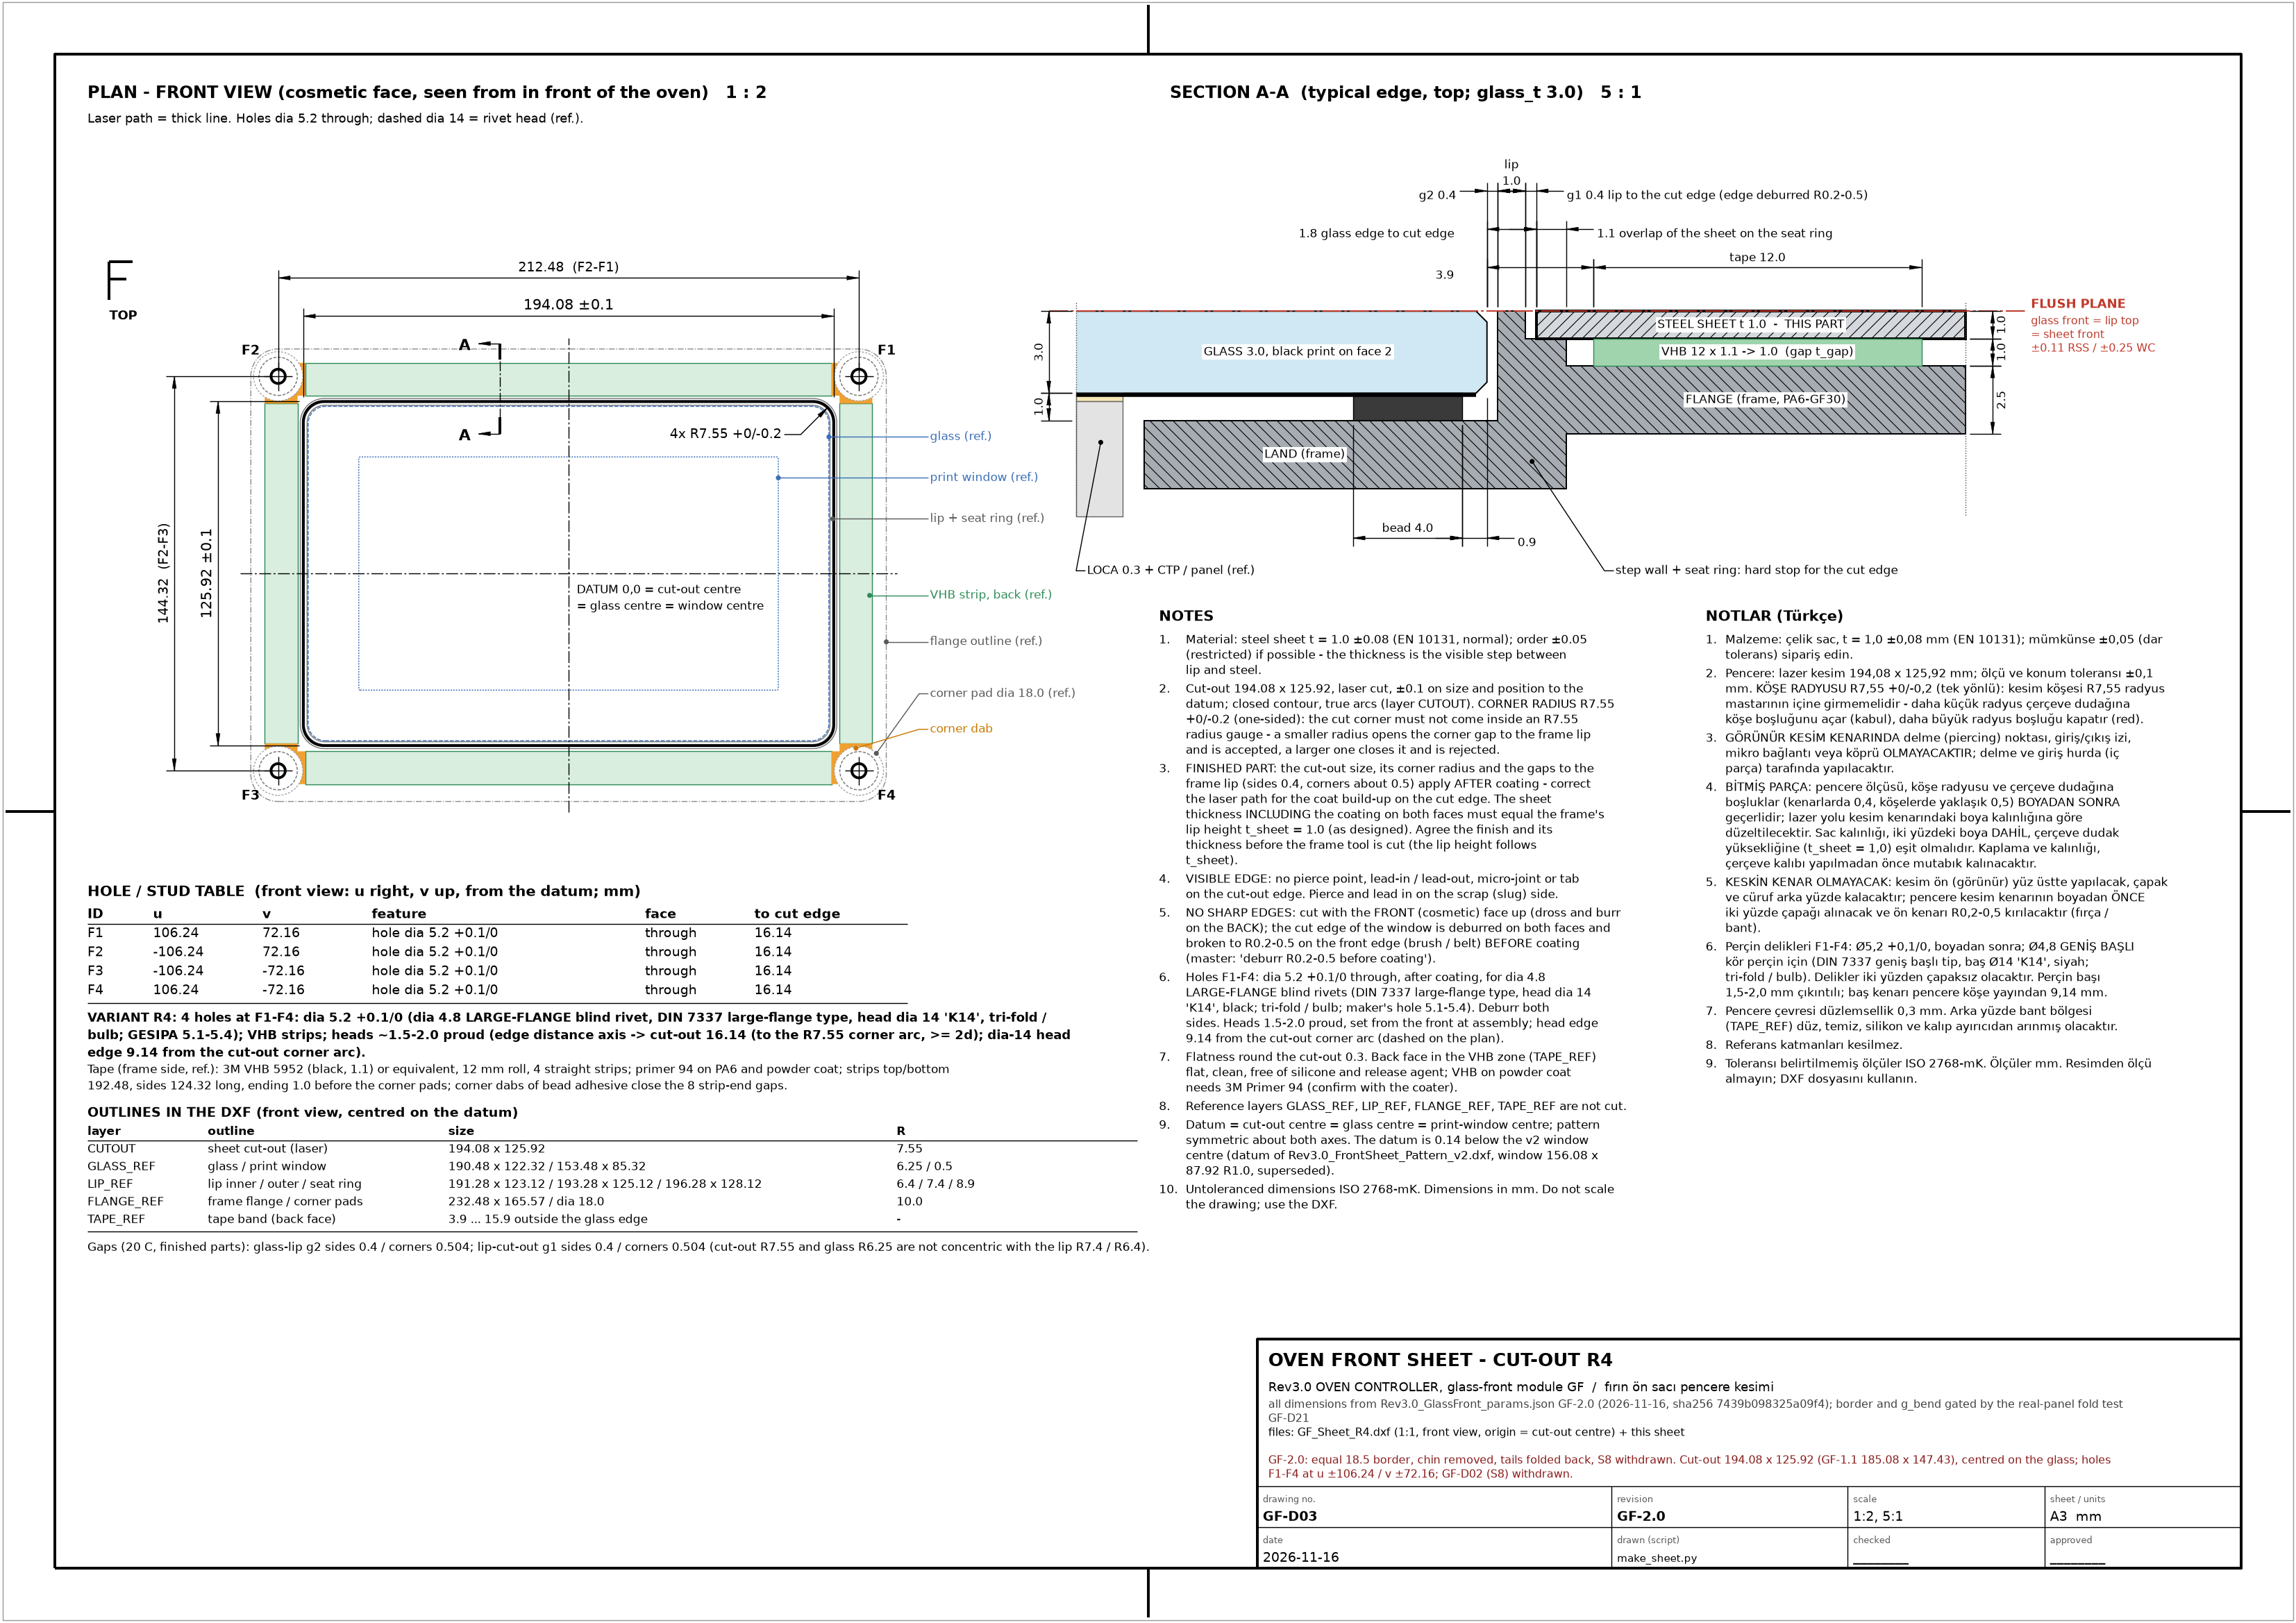 PLAN - FRONT VIEW (cosmetic face, seen from in front of the oven)   1 : 2
Laser path = thick line. Holes dia 5.2 through; dashed dia 14 = rivet head (ref.).
F
TOP
212.48  (F2-F1)
194.08 ±0.1
F2
F1
A
A
4x R7.55 +0/-0.2
144.32  (F2-F3)
125.92 ±0.1
DATUM 0,0 = cut-out centre
= glass centre = window centre
F3
F4
glass (ref.)
print window (ref.)
lip + seat ring (ref.)
VHB strip, back (ref.)
flange outline (ref.)
corner pad dia 18.0 (ref.)
corner dab
SECTION A-A  (typical edge, top; glass_t 3.0)   5 : 1
lip
1.0
g2 0.4
g1 0.4 lip to the cut edge (edge deburred R0.2-0.5)
1.8 glass edge to cut edge
1.1 overlap of the sheet on the seat ring
3.9
tape 12.0
FLUSH PLANE
glass front = lip top
= sheet front
±0.11 RSS / ±0.25 WC
3.0
1.0
GLASS 3.0, black print on face 2
STEEL SHEET t 1.0  -  THIS PART
VHB 12 x 1.1 -> 1.0  (gap t_gap)
FLANGE (frame, PA6-GF30)
LAND (frame)
1.0
1.0
2.5
bead 4.0
0.9
LOCA 0.3 + CTP / panel (ref.)
step wall + seat ring: hard stop for the cut edge
HOLE / STUD TABLE  (front view: u right, v up, from the datum; mm)
ID u v feature face to cut edge
F1 106.24 72.16 hole dia 5.2 +0.1/0 through 16.14
F2 -106.24 72.16 hole dia 5.2 +0.1/0 through 16.14
F3 -106.24 -72.16 hole dia 5.2 +0.1/0 through 16.14
F4 106.24 -72.16 hole dia 5.2 +0.1/0 through 16.14
VARIANT R4: 4 holes at F1-F4: dia 5.2 +0.1/0 (dia 4.8 LARGE-FLANGE blind rivet, DIN 7337 large-flange type, head dia 14 'K14', tri-fold /
bulb; GESIPA 5.1-5.4); VHB strips; heads ~1.5-2.0 proud (edge distance axis -> cut-out 16.14 (to the R7.55 corner arc, >= 2d); dia-14 head
edge 9.14 from the cut-out corner arc).
Tape (frame side, ref.): 3M VHB 5952 (black, 1.1) or equivalent, 12 mm roll, 4 straight strips; primer 94 on PA6 and powder coat; strips top/bottom
192.48, sides 124.32 long, ending 1.0 before the corner pads; corner dabs of bead adhesive close the 8 strip-end gaps.
OUTLINES IN THE DXF (front view, centred on the datum)
layer outline size R
CUTOUT sheet cut-out (laser) 194.08 x 125.92 7.55
GLASS_REF glass / print window 190.48 x 122.32 / 153.48 x 85.32 6.25 / 0.5
LIP_REF lip inner / outer / seat ring 191.28 x 123.12 / 193.28 x 125.12 / 196.28 x 128.12 6.4 / 7.4 / 8.9
FLANGE_REF frame flange / corner pads 232.48 x 165.57 / dia 18.0 10.0
TAPE_REF tape band (back face) 3.9 ... 15.9 outside the glass edge -
Gaps (20 C, finished parts): glass-lip g2 sides 0.4 / corners 0.504; lip-cut-out g1 sides 0.4 / corners 0.504 (cut-out R7.55 and glass R6.25 are not concentric with the lip R7.4 / R6.4).
NOTES
1. Material: steel sheet t = 1.0 ±0.08 (EN 10131, normal); order ±0.05
(restricted) if possible - the thickness is the visible step between
lip and steel.
2. Cut-out 194.08 x 125.92, laser cut, ±0.1 on size and position to the
datum; closed contour, true arcs (layer CUTOUT). CORNER RADIUS R7.55
+0/-0.2 (one-sided): the cut corner must not come inside an R7.55
radius gauge - a smaller radius opens the corner gap to the frame lip
and is accepted, a larger one closes it and is rejected.
3. FINISHED PART: the cut-out size, its corner radius and the gaps to the
frame lip (sides 0.4, corners about 0.5) apply AFTER coating - correct
the laser path for the coat build-up on the cut edge. The sheet
thickness INCLUDING the coating on both faces must equal the frame's
lip height t_sheet = 1.0 (as designed). Agree the finish and its
thickness before the frame tool is cut (the lip height follows
t_sheet).
4. VISIBLE EDGE: no pierce point, lead-in / lead-out, micro-joint or tab
on the cut-out edge. Pierce and lead in on the scrap (slug) side.
5. NO SHARP EDGES: cut with the FRONT (cosmetic) face up (dross and burr
on the BACK); the cut edge of the window is deburred on both faces and
broken to R0.2-0.5 on the front edge (brush / belt) BEFORE coating
(master: 'deburr R0.2-0.5 before coating').
6. Holes F1-F4: dia 5.2 +0.1/0 through, after coating, for dia 4.8
LARGE-FLANGE blind rivets (DIN 7337 large-flange type, head dia 14
'K14', black; tri-fold / bulb; maker's hole 5.1-5.4). Deburr both
sides. Heads 1.5-2.0 proud, set from the front at assembly; head edge
9.14 from the cut-out corner arc (dashed on the plan).
7. Flatness round the cut-out 0.3. Back face in the VHB zone (TAPE_REF)
flat, clean, free of silicone and release agent; VHB on powder coat
needs 3M Primer 94 (confirm with the coater).
8. Reference layers GLASS_REF, LIP_REF, FLANGE_REF, TAPE_REF are not cut.
9. Datum = cut-out centre = glass centre = print-window centre; pattern
symmetric about both axes. The datum is 0.14 below the v2 window
centre (datum of Rev3.0_FrontSheet_Pattern_v2.dxf, window 156.08 x
87.92 R1.0, superseded).
10. Untoleranced dimensions ISO 2768-mK. Dimensions in mm. Do not scale
the drawing; use the DXF.
NOTLAR (Türkçe)
1. Malzeme: çelik sac, t = 1,0 ±0,08 mm (EN 10131); mümkünse ±0,05 (dar
tolerans) sipariş edin.
2. Pencere: lazer kesim 194,08 x 125,92 mm; ölçü ve konum toleransı ±0,1
mm. KÖŞE RADYUSU R7,55 +0/-0,2 (tek yönlü): kesim köşesi R7,55 radyus
mastarının içine girmemelidir - daha küçük radyus çerçeve dudağına
köşe boşluğunu açar (kabul), daha büyük radyus boşluğu kapatır (red).
3. GÖRÜNÜR KESİM KENARINDA delme (piercing) noktası, giriş/çıkış izi,
mikro bağlantı veya köprü OLMAYACAKTIR; delme ve giriş hurda (iç
parça) tarafında yapılacaktır.
4. BİTMİŞ PARÇA: pencere ölçüsü, köşe radyusu ve çerçeve dudağına
boşluklar (kenarlarda 0,4, köşelerde yaklaşık 0,5) BOYADAN SONRA
geçerlidir; lazer yolu kesim kenarındaki boya kalınlığına göre
düzeltilecektir. Sac kalınlığı, iki yüzdeki boya DAHİL, çerçeve dudak
yüksekliğine (t_sheet = 1,0) eşit olmalıdır. Kaplama ve kalınlığı,
çerçeve kalıbı yapılmadan önce mutabık kalınacaktır.
5. KESKİN KENAR OLMAYACAK: kesim ön (görünür) yüz üstte yapılacak, çapak
ve cüruf arka yüzde kalacaktır; pencere kesim kenarının boyadan ÖNCE
iki yüzde çapağı alınacak ve ön kenarı R0,2-0,5 kırılacaktır (fırça /
bant).
6. Perçin delikleri F1-F4: Ø5,2 +0,1/0, boyadan sonra; Ø4,8 GENİŞ BAŞLI
kör perçin için (DIN 7337 geniş başlı tip, baş Ø14 'K14', siyah;
tri-fold / bulb). Delikler iki yüzden çapaksız olacaktır. Perçin başı
1,5-2,0 mm çıkıntılı; baş kenarı pencere köşe yayından 9,14 mm.
7. Pencere çevresi düzlemsellik 0,3 mm. Arka yüzde bant bölgesi
(TAPE_REF) düz, temiz, silikon ve kalıp ayırıcıdan arınmış olacaktır.
8. Referans katmanları kesilmez.
9. Toleransı belirtilmemiş ölçüler ISO 2768-mK. Ölçüler mm. Resimden ölçü
almayın; DXF dosyasını kullanın.
OVEN FRONT SHEET - CUT-OUT R4
Rev3.0 OVEN CONTROLLER, glass-front module GF  /  fırın ön sacı pencere kesimi
all dimensions from Rev3.0_GlassFront_params.json GF-2.0 (2026-11-16, sha256 7439b098325a09f4); border and g_bend gated by the real-panel fold test
GF-D21
files: GF_Sheet_R4.dxf (1:1, front view, origin = cut-out centre) + this sheet
GF-2.0: equal 18.5 border, chin removed, tails folded back, S8 withdrawn. Cut-out 194.08 x 125.92 (GF-1.1 185.08 x 147.43), centred on the glass; holes
F1-F4 at u ±106.24 / v ±72.16; GF-D02 (S8) withdrawn.
drawing no. revision scale sheet / units
GF-D03 GF-2.0 1:2, 5:1 A3  mm
date drawn (script) checked approved
2026-11-16 make_sheet.py ________ ________